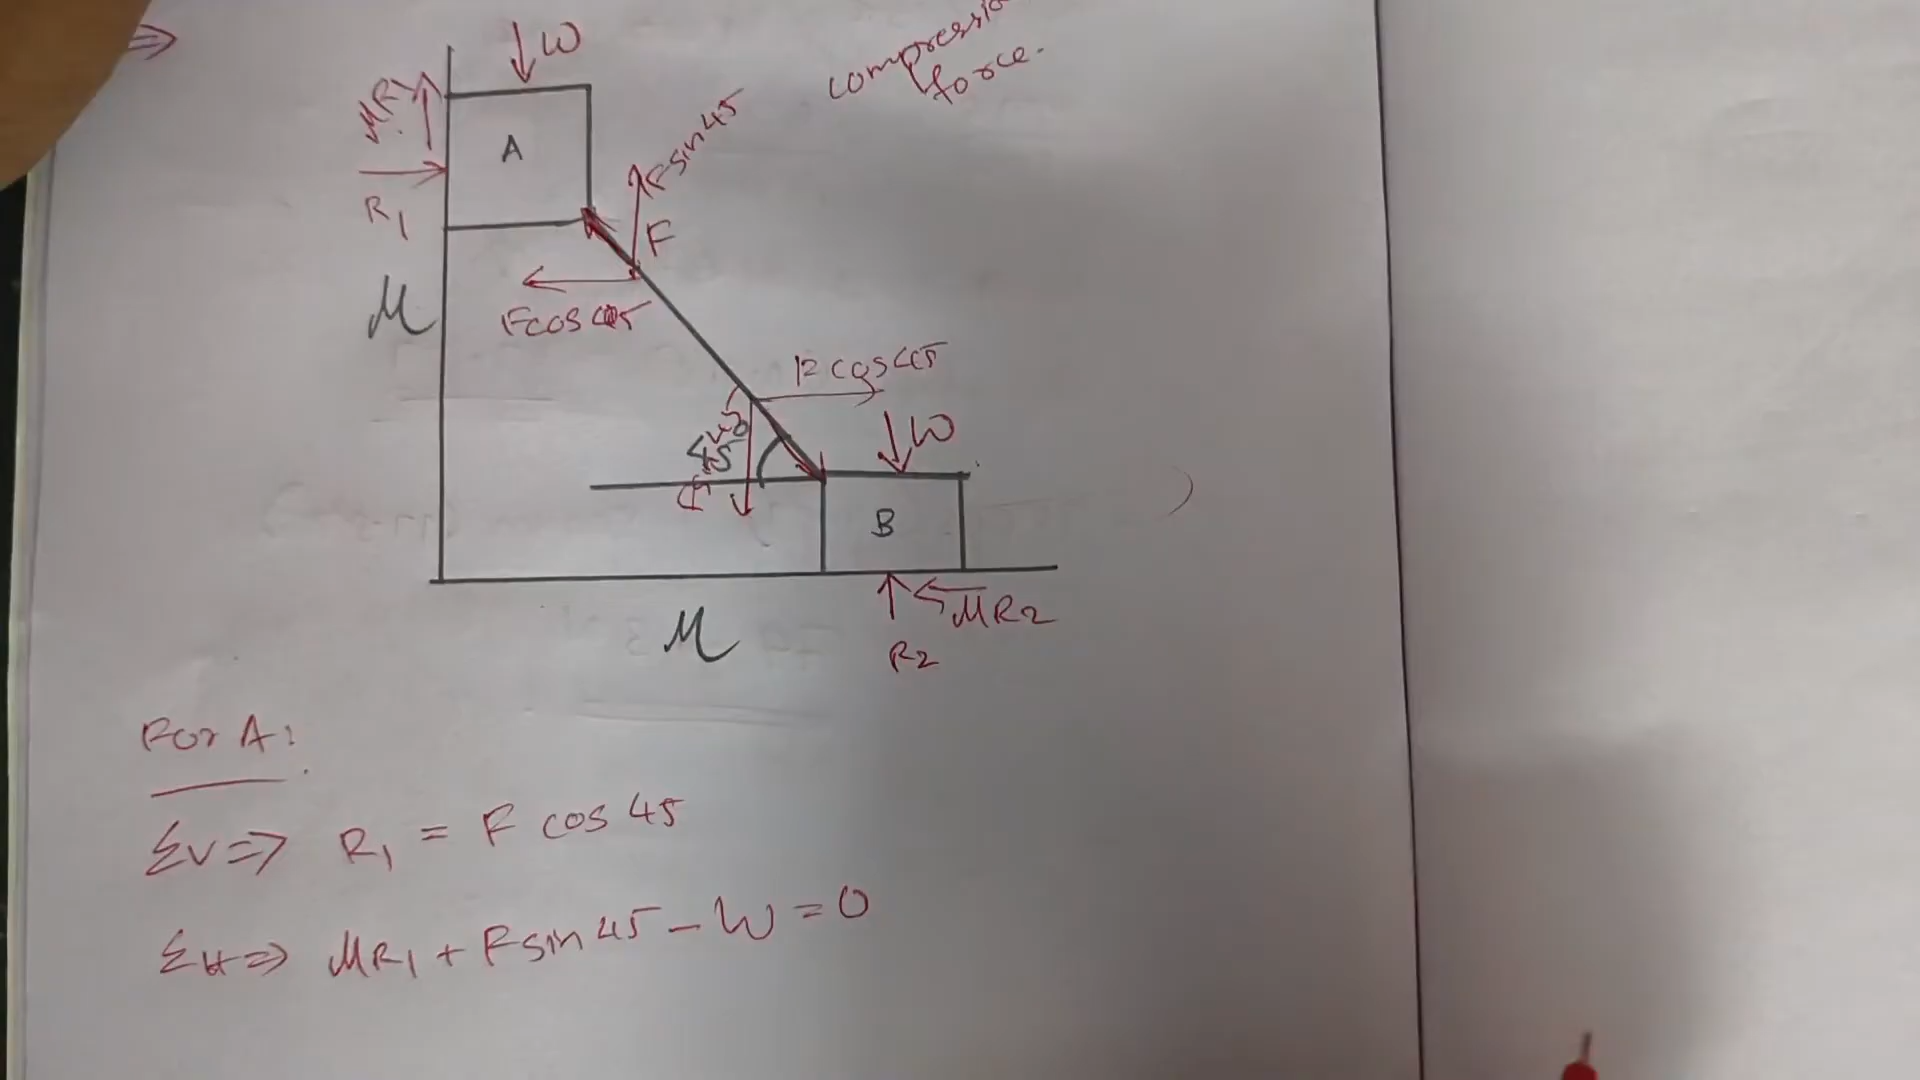 ⇒
W
compressio
force.
μR1
A
F sin 45
R1
F
μ
F cos 45
F cos 45
W
45
B
μR2
R2
μ
For A:
Σv ⇒ R1 = F cos 45
ΣH ⇒ μR1 + F sin 45 - W = 0